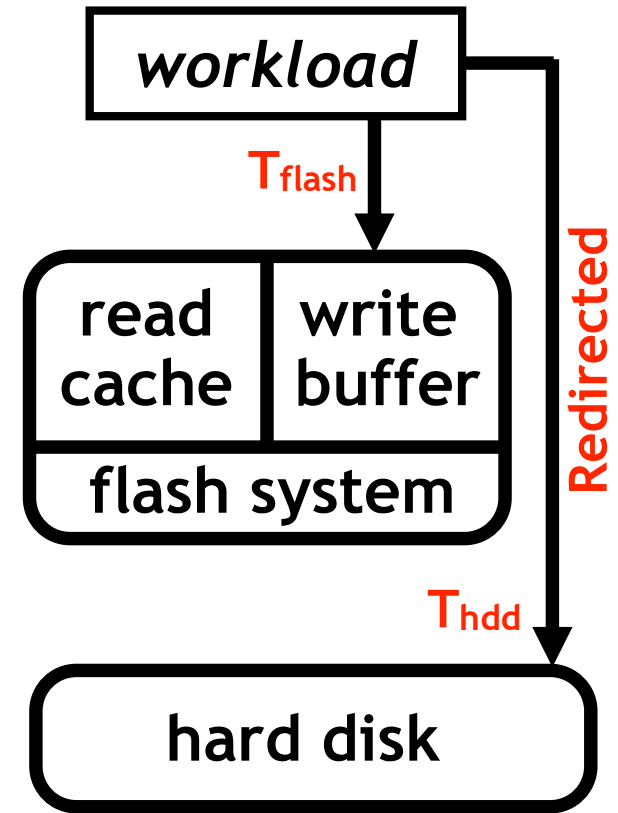 workload
Tflash
read
cache
write
buffer
flash system
Redirected
Thdd
hard disk